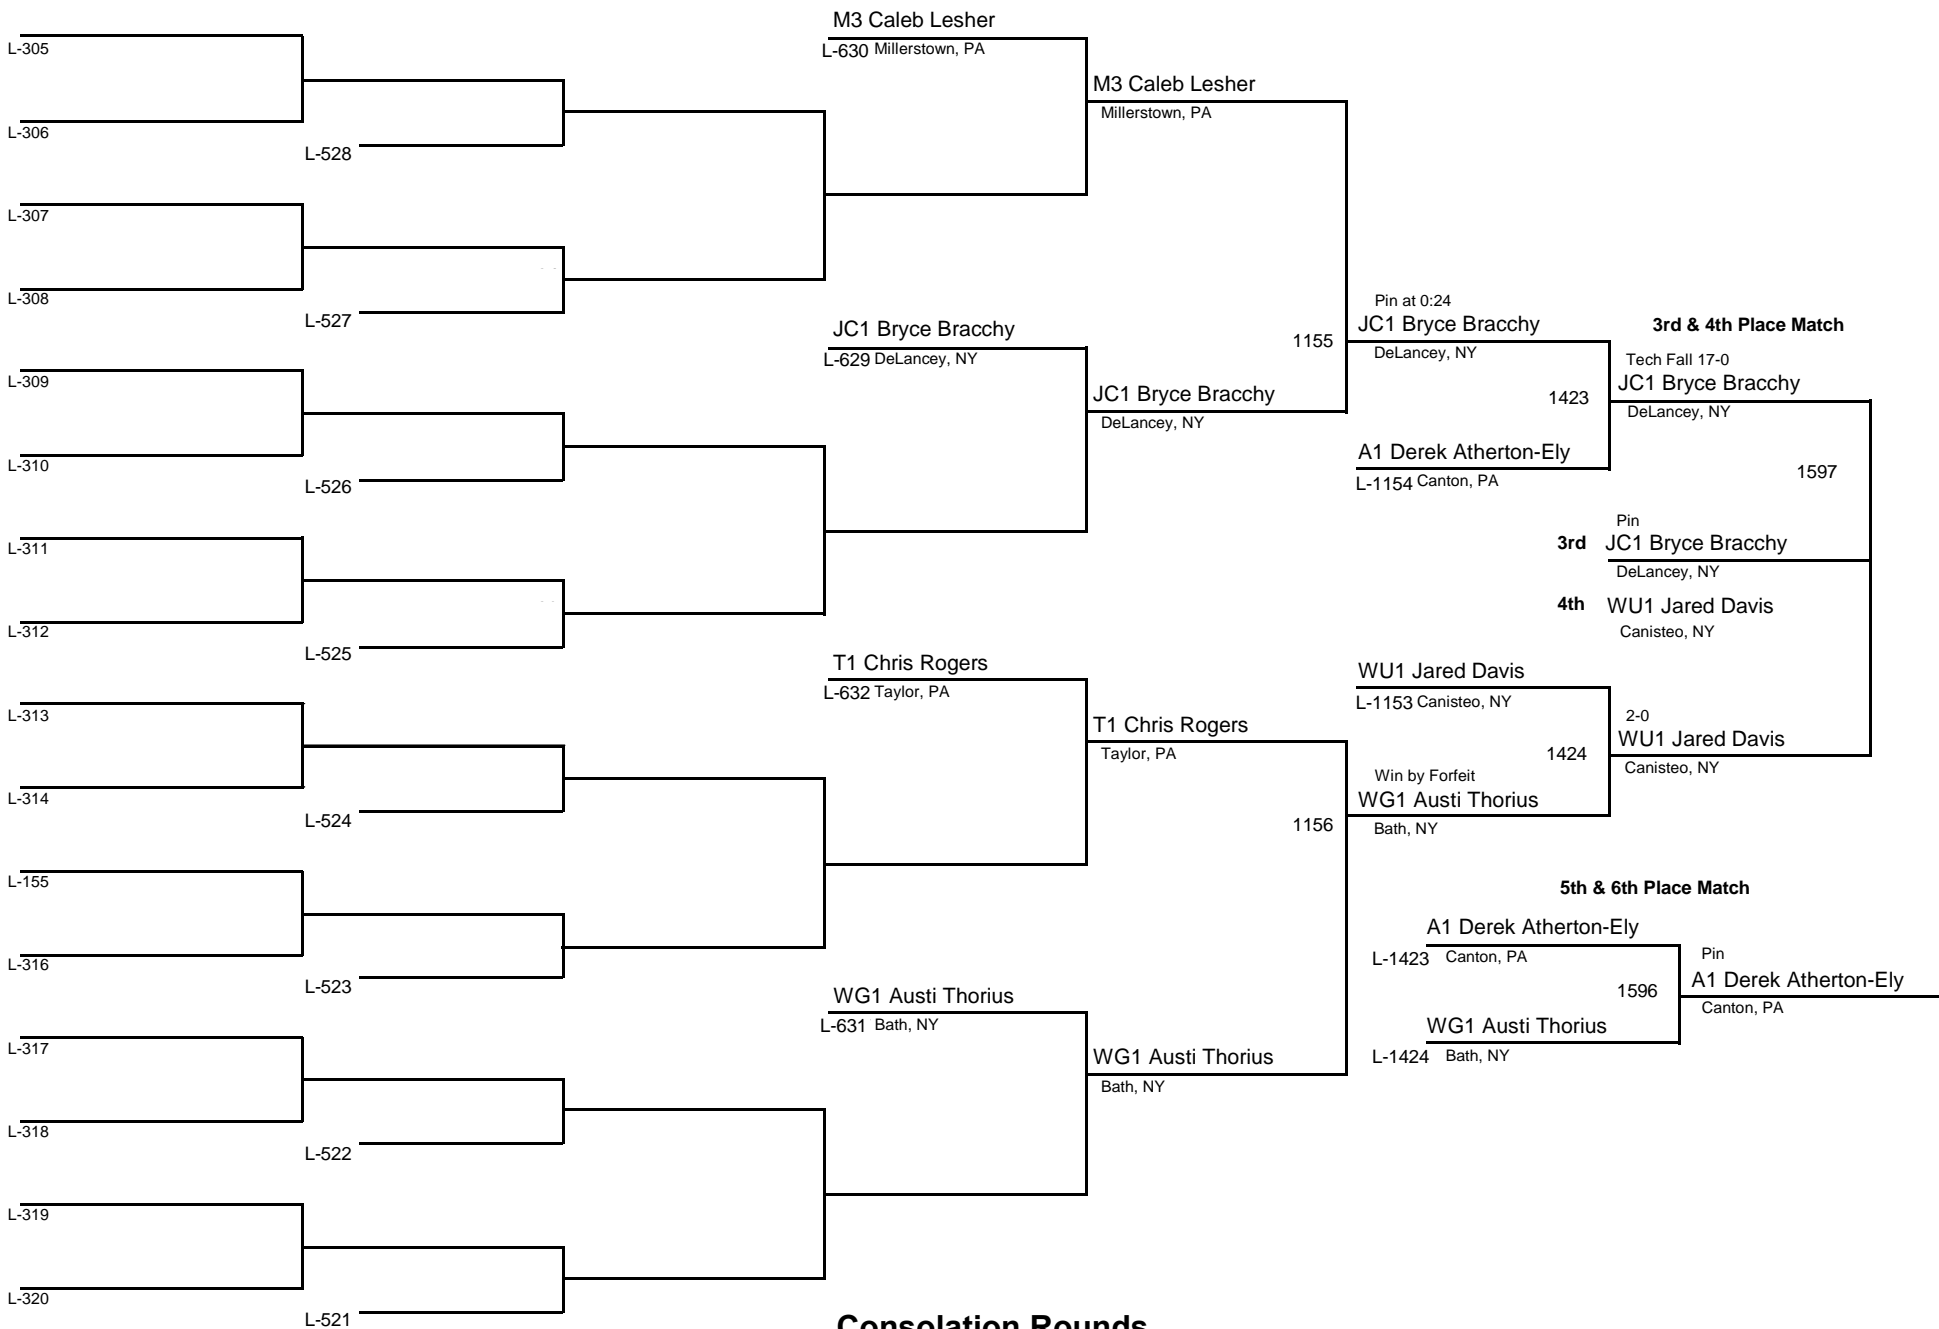 L-305
L-306
L-528
L-307
L-308
L-527
L-309
L-310
L-526
L-311
L-312
L-525
L-313
L-314
L-524
L-155
L-316
L-523
L-317
L-318
L-522
L-319
L-320
L-521
M3 Caleb Lesher
L-630 Millerstown, PA
JC1 Bryce Bracchy
L-629 DeLancey, NY
T1 Chris Rogers
L-632 Taylor, PA
WG1 Austi Thorius
L-631 Bath, NY
M3 Caleb Lesher
Millerstown, PA
JC1 Bryce Bracchy
DeLancey, NY
1155
T1 Chris Rogers
Taylor, PA
WG1 Austi Thorius
Bath, NY
1156
Pin at 0:24
JC1 Bryce Bracchy
DeLancey, NY
1423
A1 Derek Atherton-Ely
L-1154 Canton, PA
WU1 Jared Davis
L-1153 Canisteo, NY
1424
Win by Forfeit
WG1 Austi Thorius
Bath, NY
3rd & 4th Place Match
Tech Fall 17-0
JC1 Bryce Bracchy
DeLancey, NY
1597
Pin
3rd JC1 Bryce Bracchy
DeLancey, NY
4th WU1 Jared Davis
Canisteo, NY
2-0
WU1 Jared Davis
Canisteo, NY
5th & 6th Place Match
A1 Derek Atherton-Ely
L-1423 Canton, PA
1596
WG1 Austi Thorius
L-1424 Bath, NY
Pin
A1 Derek Atherton-Ely
Canton, PA
Consolation Rounds